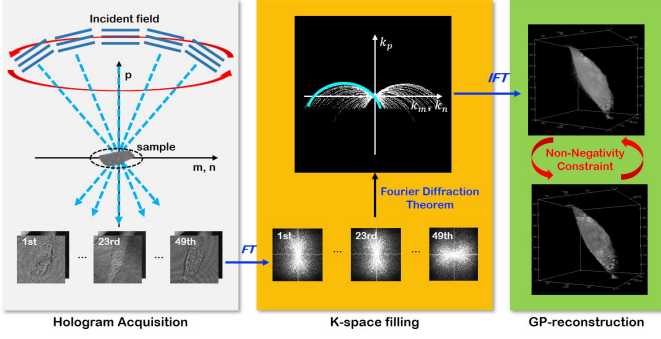 Incident field
p
sample
m, n
1st
...
23rd
...
49th
FT
Hologram Acquisition
k_p
k_m, k_n
Fourier Diffraction
Theorem
1st
...
23rd
...
49th
K-space filling
IFT
Non-Negativity
Constraint
GP-reconstruction